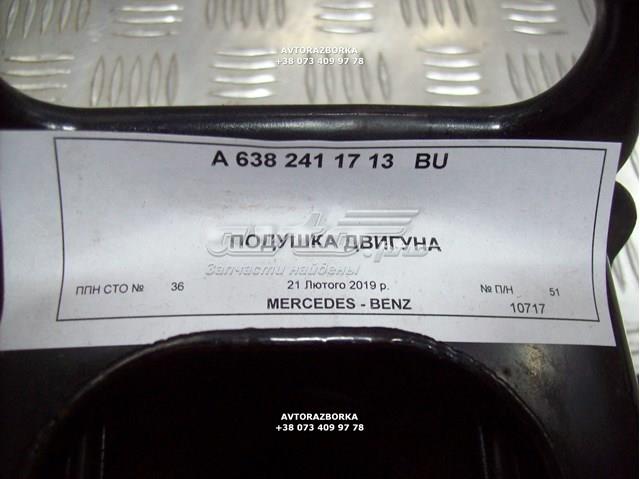 AVTORAZBORKA
+38 073 409 97 78
A 638 241 17 13 BU
ПОДУШКА ДВИГУНА
Запчасти найдены
ППН СТО № 36 21 Лютого 2019 р. № П/Н 51
MERCEDES - BENZ 10717
AVTORAZBORKA
+38 073 409 97 78